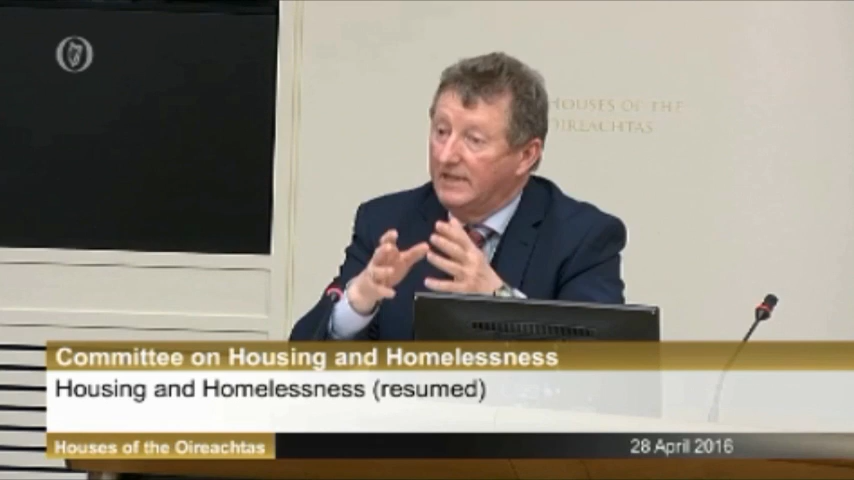 HOUSES OF THE
OIREACHTAS
Committee on Housing and Homelessness
Housing and Homelessness (resumed)
Houses of the Oireachtas
28 April 2016